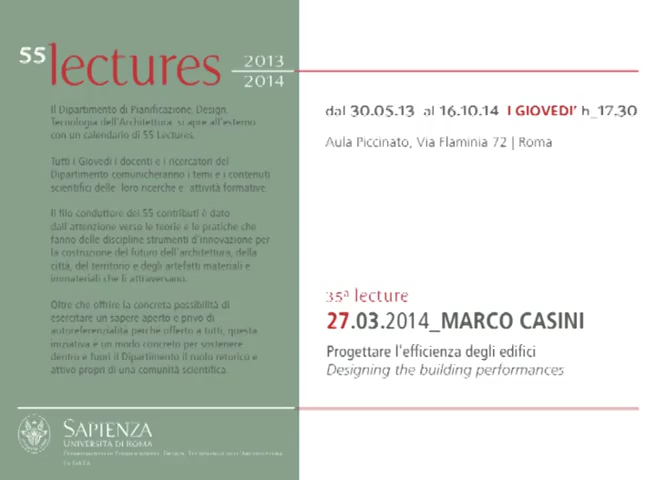 55 lectures 2013
2014
Il Dipartimento di Pianificazione, Design,
Tecnologia dell'Architettura si apre all'esterno
con un calendario di 55 Lectures.
Tutti i Giovedì i docenti e i ricercatori del
Dipartimento comunicheranno i temi e i contenuti
scientifici delle loro ricerche e attività formative.
Il filo conduttore dei 55 contributi è dato
dall'attenzione verso le teorie e le pratiche che
fanno delle discipline strumenti d'innovazione per
la costruzione del futuro dell'architettura, della
città, del territorio e degli artefatti materiali e
immateriali che li attraversano.
Oltre che offrire la concreta possibilità di
esercitare un sapere aperto e privo di
autoreferenzialità perché offerto a tutti, questa
iniziativa è un modo concreto per sostenere
dentro e fuori il Dipartimento il ruolo retorico e
attivo propri di una comunità scientifica.
SAPIENZA
UNIVERSITÀ DI ROMA
DIPARTIMENTO DI PIANIFICAZIONE, DESIGN, TECNOLOGIA DELL'ARCHITETTURA
dal 30.05.13 al 16.10.14 I GIOVEDI' h_17.30
Aula Piccinato, Via Flaminia 72 | Roma
35ª lecture
27.03.2014_MARCO CASINI
Progettare l'efficienza degli edifici
Designing the building performances